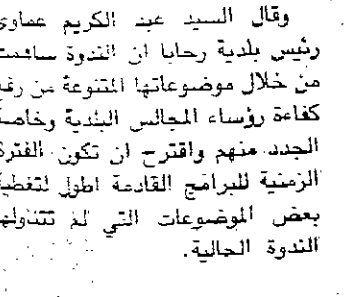 وقال السيد عبد الكريم عماوي
رئيس بلدية رحابا ان الندوة ساهمت
من خلال موضوعاتها المتنوعة من رفع
كفاءة رؤساء المجالس البلدية وخاصة
الجدد منهم واقترح ان تكون الفترة
الزمنية للبرامج القادمة اطول لتغطية
بعض الموضوعات التي لم تتناولها
الندوة الحالية.